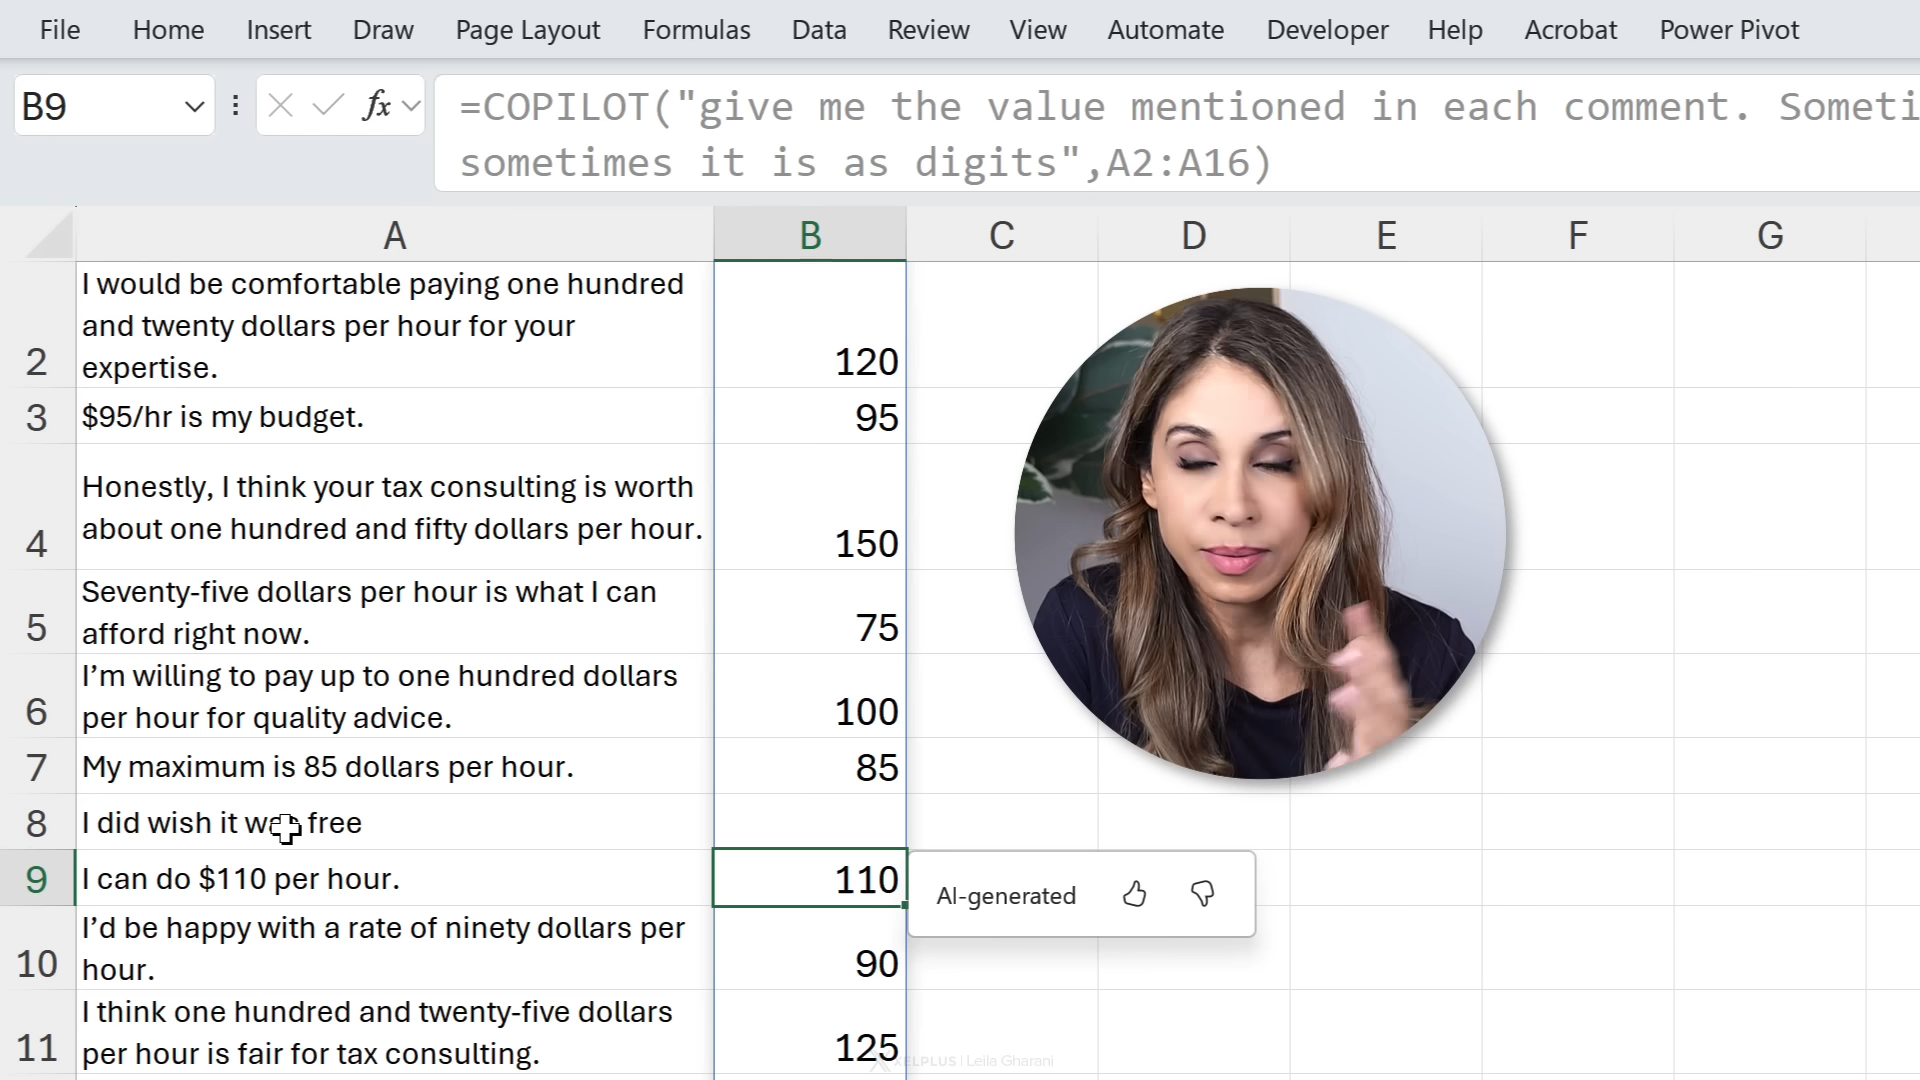 File Home Insert Draw Page Layout Formulas Data Review View Automate Developer Help Acrobat Power Pivot
B9 fx =COPILOT("give me the value mentioned in each comment. Someti
sometimes it is as digits",A2:A16)
A B C D E F G
I would be comfortable paying one hundred
and twenty dollars per hour for your
2 expertise. 120
3 $95/hr is my budget. 95
Honestly, I think your tax consulting is worth
4 about one hundred and fifty dollars per hour. 150
Seventy-five dollars per hour is what I can
5 afford right now. 75
I’m willing to pay up to one hundred dollars
6 per hour for quality advice. 100
7 My maximum is 85 dollars per hour. 85
8 I did wish it was free
9 I can do $110 per hour. 110 AI-generated
I’d be happy with a rate of ninety dollars per
10 hour. 90
I think one hundred and twenty-five dollars
11 per hour is fair for tax consulting. 125
XELPLUS | Leila Gharani